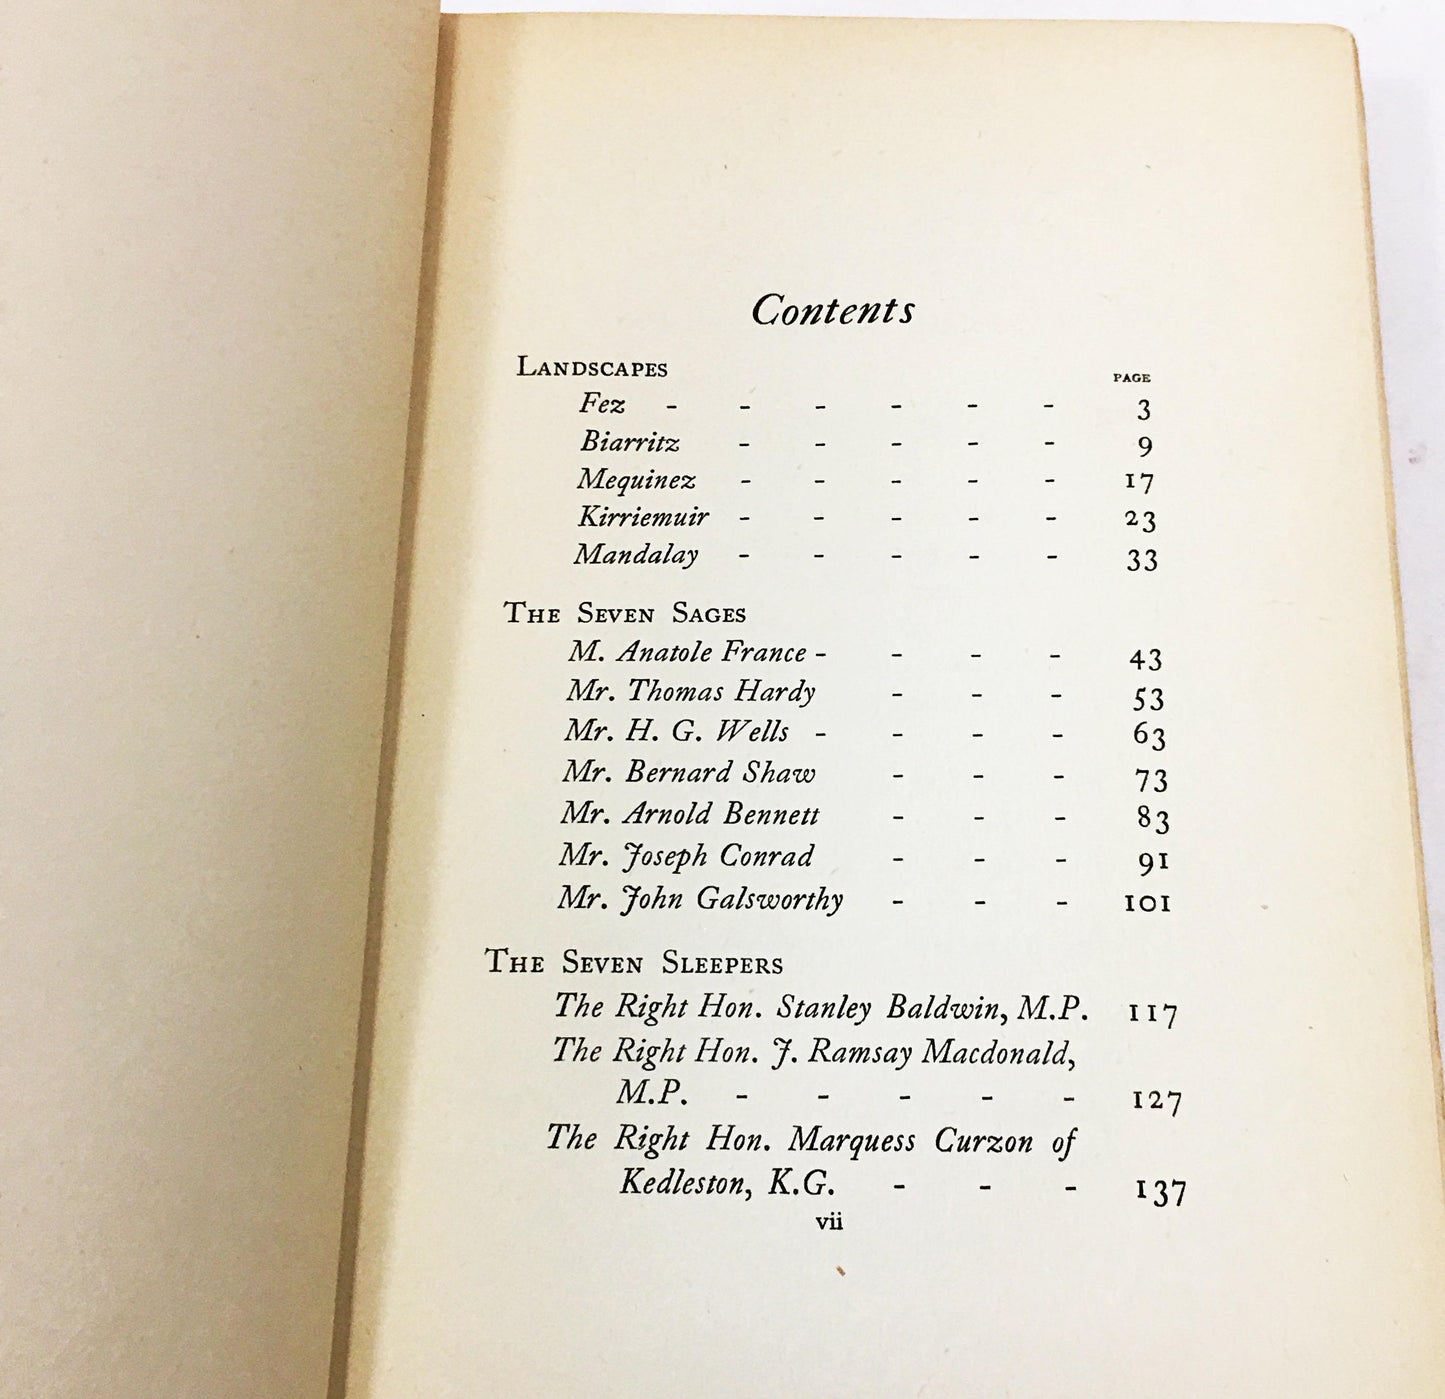 Contents
LANDSCAPES PAGE
Fez - - - - - - 3
Biarritz - - - - - 9
Mequinez - - - - - 17
Kirriemuir - - - - - 23
Mandalay - - - - - 33
THE SEVEN SAGES
M. Anatole France - - - - 43
Mr. Thomas Hardy - - - 53
Mr. H. G. Wells - - - - 63
Mr. Bernard Shaw - - - 73
Mr. Arnold Bennett - - - 83
Mr. Joseph Conrad - - - 91
Mr. John Galsworthy - - - 101
THE SEVEN SLEEPERS
The Right Hon. Stanley Baldwin, M.P. 117
The Right Hon. J. Ramsay Macdonald,
M.P. - - - - - 127
The Right Hon. Marquess Curzon of
Kedleston, K.G. - - - 137
vii